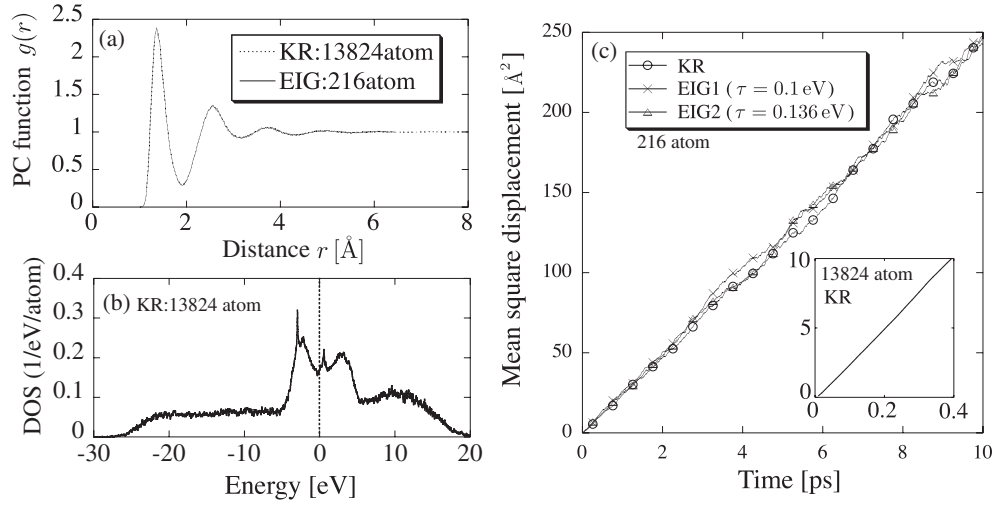 PC function g(r)
2.5
2
1.5
1
0.5
0
(a)
KR:13824atom
EIG:216atom
0 2 4 6 8
Distance r [Å]
DOS (1/eV/atom)
0.4
0.3
0.2
0.1
0
(b) KR:13824 atom
-30 -20 -10 0 10 20
Energy [eV]
Mean square displacement [Å²]
250
200
150
100
50
0
(c)
KR
EIG1 (τ = 0.1 eV)
EIG2 (τ = 0.136 eV)
216 atom
10
5
0
13824 atom
KR
0 0.2 0.4
0 2 4 6 8 10
Time [ps]